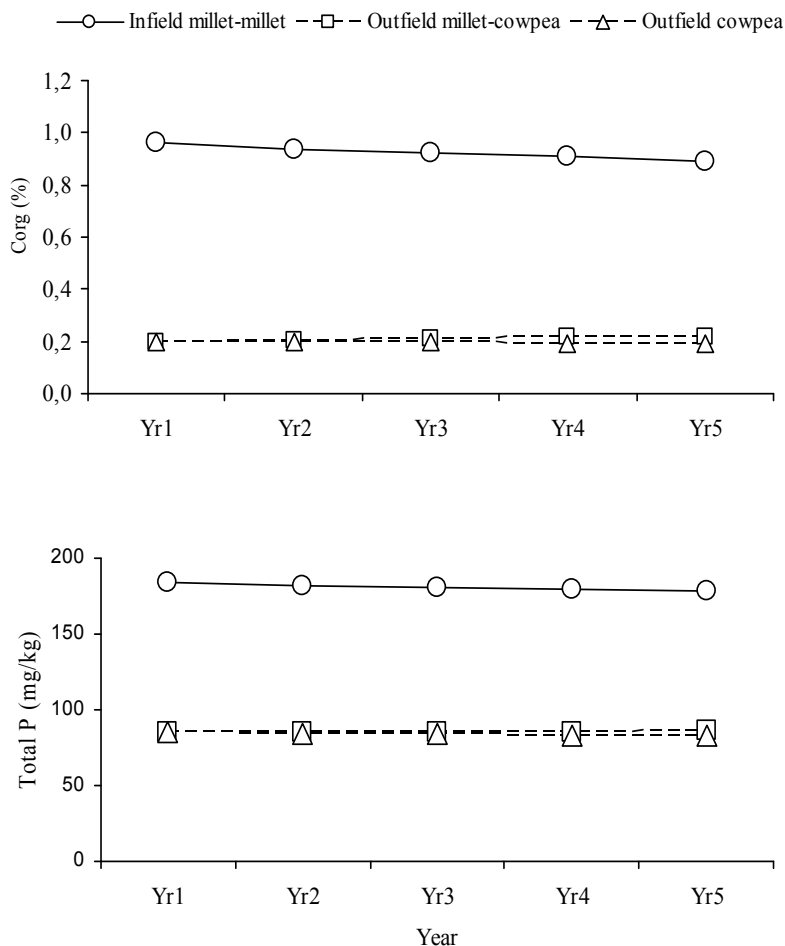 Infield millet-millet Outfield millet-cowpea Outfield cowpea
1,2
1,0
0,8
0,6
0,4
0,2
0,0
Corg (%)
Yr1 Yr2 Yr3 Yr4 Yr5
200
150
100
50
0
Total P (mg/kg)
Yr1 Yr2 Yr3 Yr4 Yr5
Year